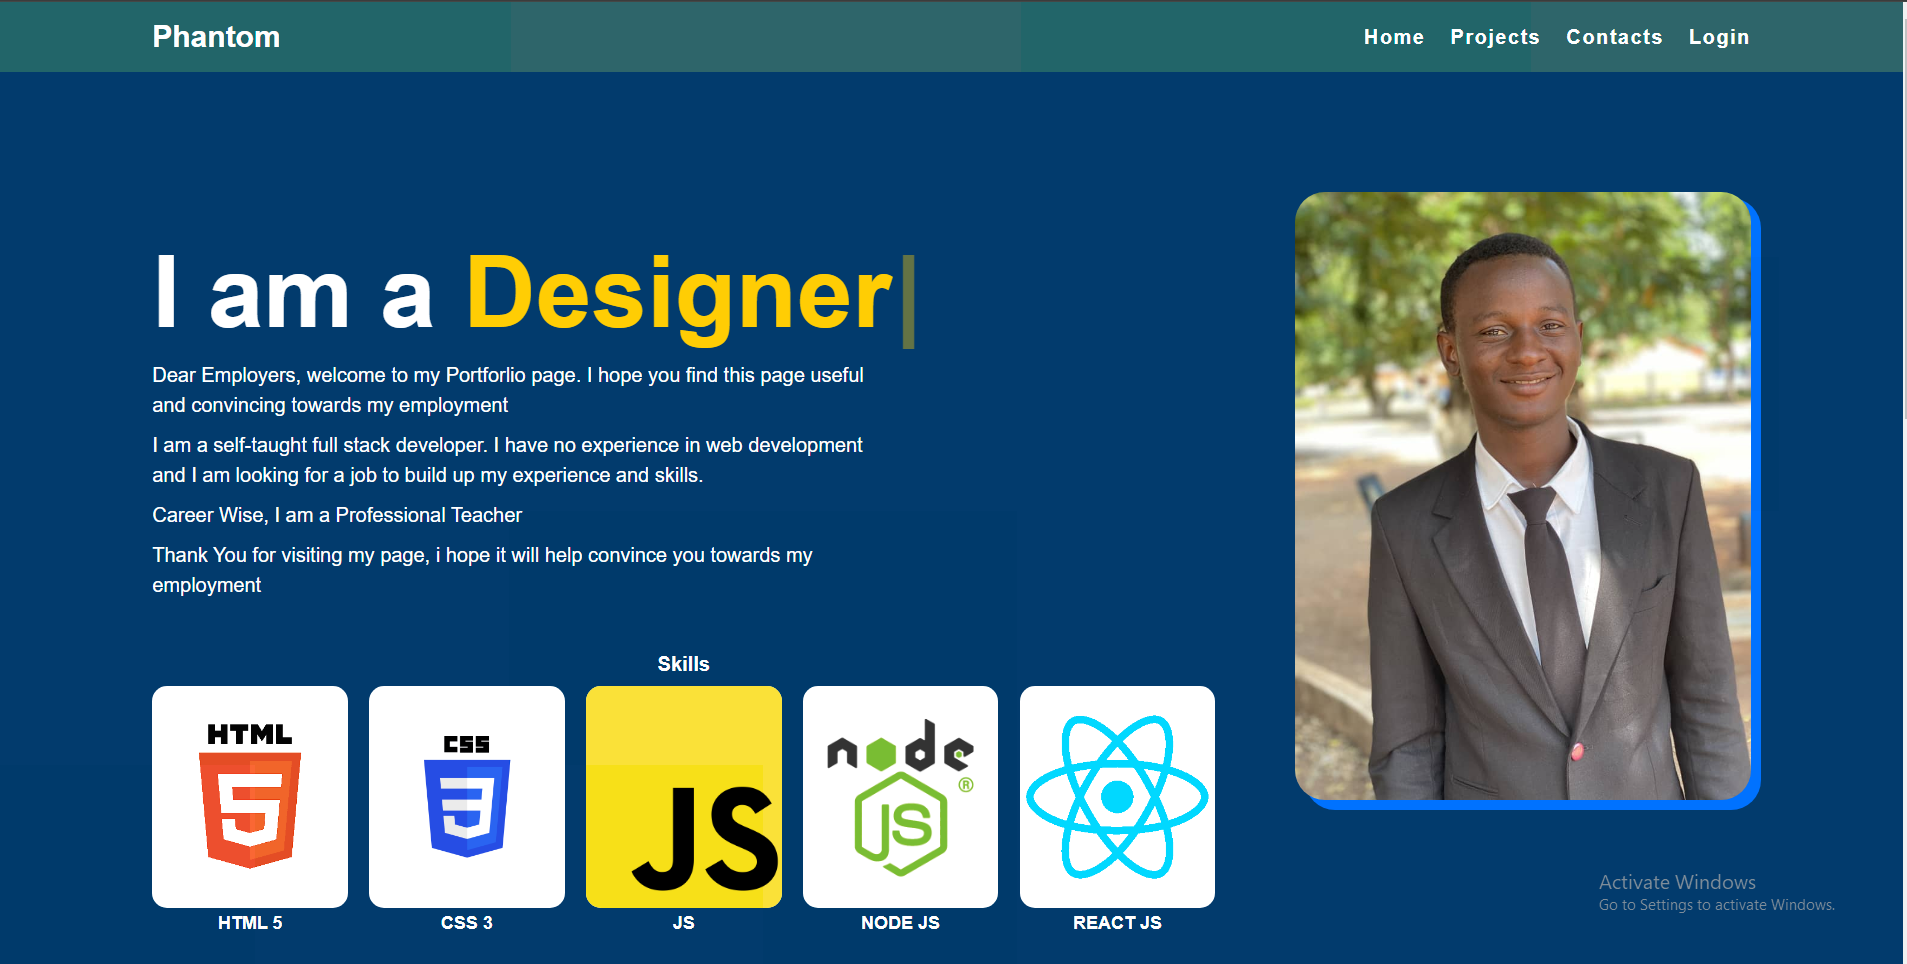 Phantom
Home Projects Contacts Login
I am a Designer
Dear Employers, welcome to my Portforlio page. I hope you find this page useful
and convincing towards my employment
I am a self-taught full stack developer. I have no experience in web development
and I am looking for a job to build up my experience and skills.
Career Wise, I am a Professional Teacher
Thank You for visiting my page, i hope it will help convince you towards my
employment
Skills
HTML
5
CSS
3
JS
node
®
JS
HTML 5
CSS 3
JS
NODE JS
REACT JS
Activate Windows
Go to Settings to activate Windows.